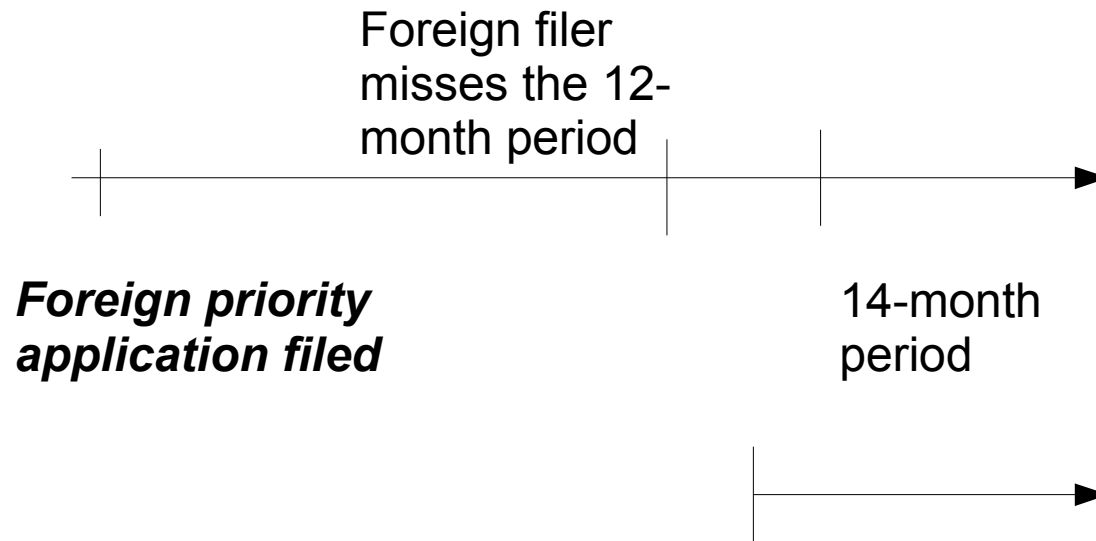 Foreign filer
misses the 12-
month period
Foreign priority
application filed
14-month
period